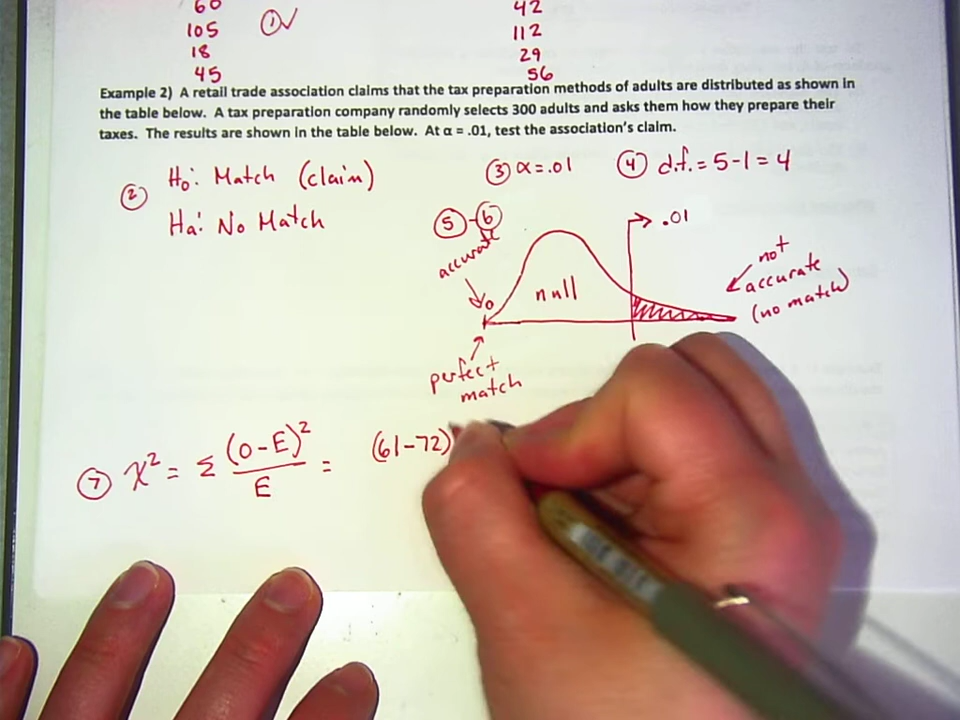 60 42
105 ① ✓ 112
18 29
45 56
Example 2) A retail trade association claims that the tax preparation methods of adults are distributed as shown in
the table below. A tax preparation company randomly selects 300 adults and asks them how they prepare their
taxes. The results are shown in the table below. At α = .01, test the association's claim.
② H₀: Match (claim)
Ha: No Match
③ α = .01
④ d.f. = 5-1 = 4
⑤-⑥
.01
accurate
0
null
not
accurate
(no match)
perfect
match
⑦ χ² = Σ (O-E)²/E = (61-72)